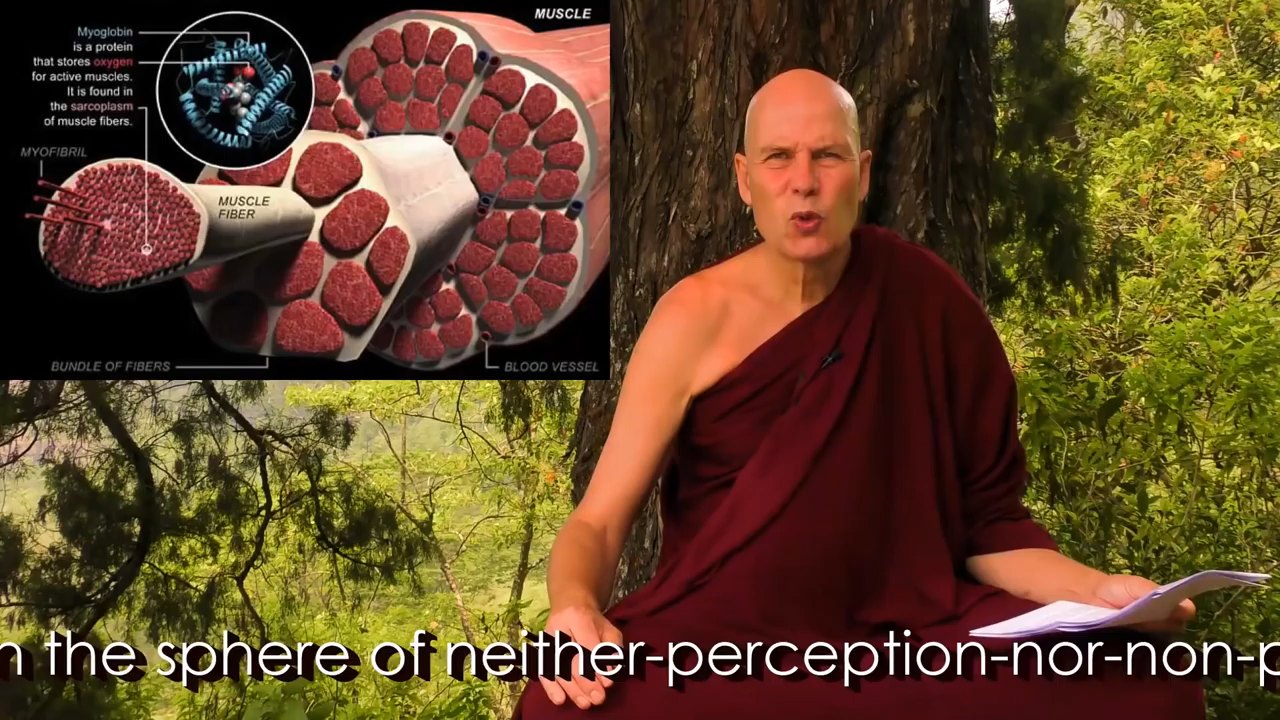 MUSCLE
Myoglobin
is a protein
that stores oxygen
for active muscles.
It is found in
the sarcoplasm
of muscle fibers.
MYOFIBRIL
MUSCLE
FIBER
BUNDLE OF FIBERS
BLOOD VESSEL
the sphere of neither-perception-nor-non-